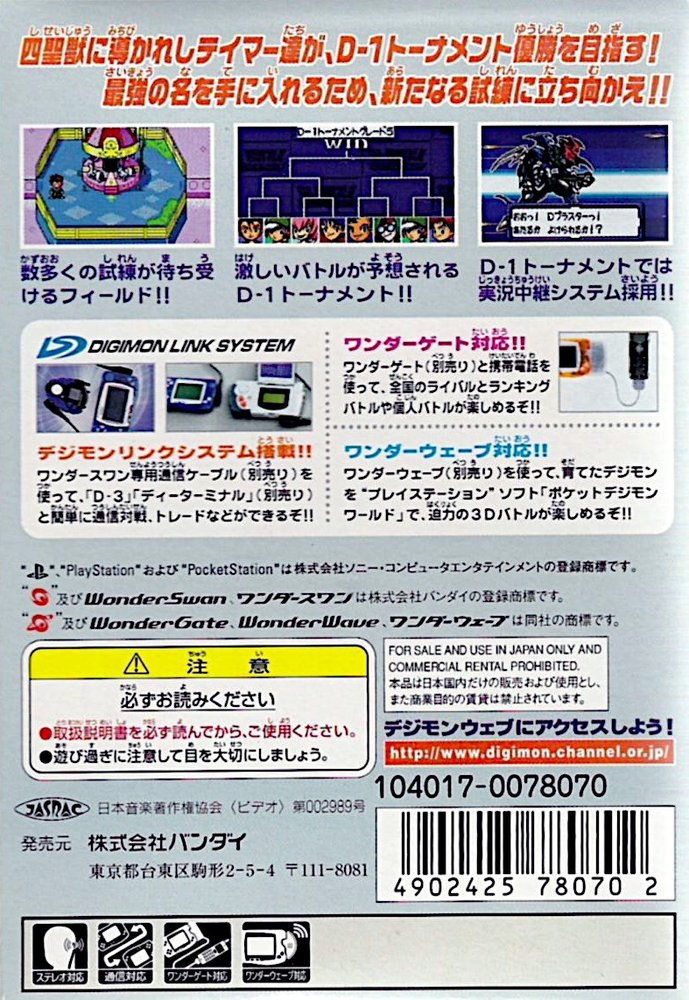 四聖獣に導かれしテイマー達が、D-1トーナメント優勝を目指す!
最強の名を手に入れるため、新たなる試練に立ち向かえ!!
D-1トーナメントグレード5
WIN
おおっ! Dブラスターっ!
あたるか よけられるか!?
数多くの試練が待ち受
けるフィールド!!
激しいバトルが予想される
D-1トーナメント!!
D-1トーナメントでは
実況中継システム採用!!
DIGIMON LINK SYSTEM
デジモンリンクシステム搭載!!
ワンダースワン専用通信ケーブル(別売り)を
使って、「D-3」「ディーターミナル」(別売り)
と簡単に通信対戦、トレードなどができるぞ!!
ワンダーゲート対応!!
ワンダーゲート(別売り)と携帯電話を
使って、全国のライバルとランキング
バトルや個人バトルが楽しめるぞ!!
ワンダーウェーブ対応!!
ワンダーウェーブ(別売り)を使って、育てたデジモン
を"プレイステーション" ソフト「ポケットデジモン
ワールド」で、迫力の3Dバトルが楽しめるぞ!!
" "、"PlayStation"および"PocketStation"は株式会社ソニー・コンピュータエンタテインメントの登録商標です。
" "及びWonderSwan、ワンダースワンは株式会社バンダイの登録商標です。
" "及びWonderGate、WonderWave、ワンダーウェーブは同社の商標です。
注意
必ずお読みください
●取扱説明書を必ず読んでから、ご使用ください。
●遊び過ぎに注意して目を大切にしましょう。
FOR SALE AND USE IN JAPAN ONLY AND
COMMERCIAL RENTAL PROHIBITED.
本品は日本国内だけの販売および使用とし、
また商業目的の賃貸は禁止されています。
デジモンウェブにアクセスしよう!
http://www.digimon.channel.or.jp/
104017-0078070
JASRAC 日本音楽著作権協会〈ビデオ〉第002989号
発売元 株式会社バンダイ
東京都台東区駒形2-5-4 〒111-8081
4902425 78070 2
ステレオ対応
通信対応
ワンダーゲート対応
ワンダーウェーブ対応